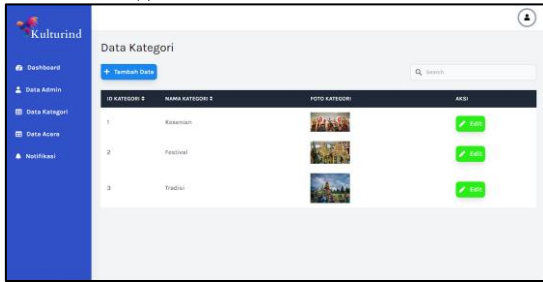 Kulturind
Data Kategori
Dashboard
+ Tambah Data
Search
Data Admin
ID KATEGORI NAMA KATEGORI FOTO KATEGORI AKSI
Data Kategori
1 Kesenian Edit
Data Acara
2 Festival Edit
Notifikasi
3 Tradisi Edit